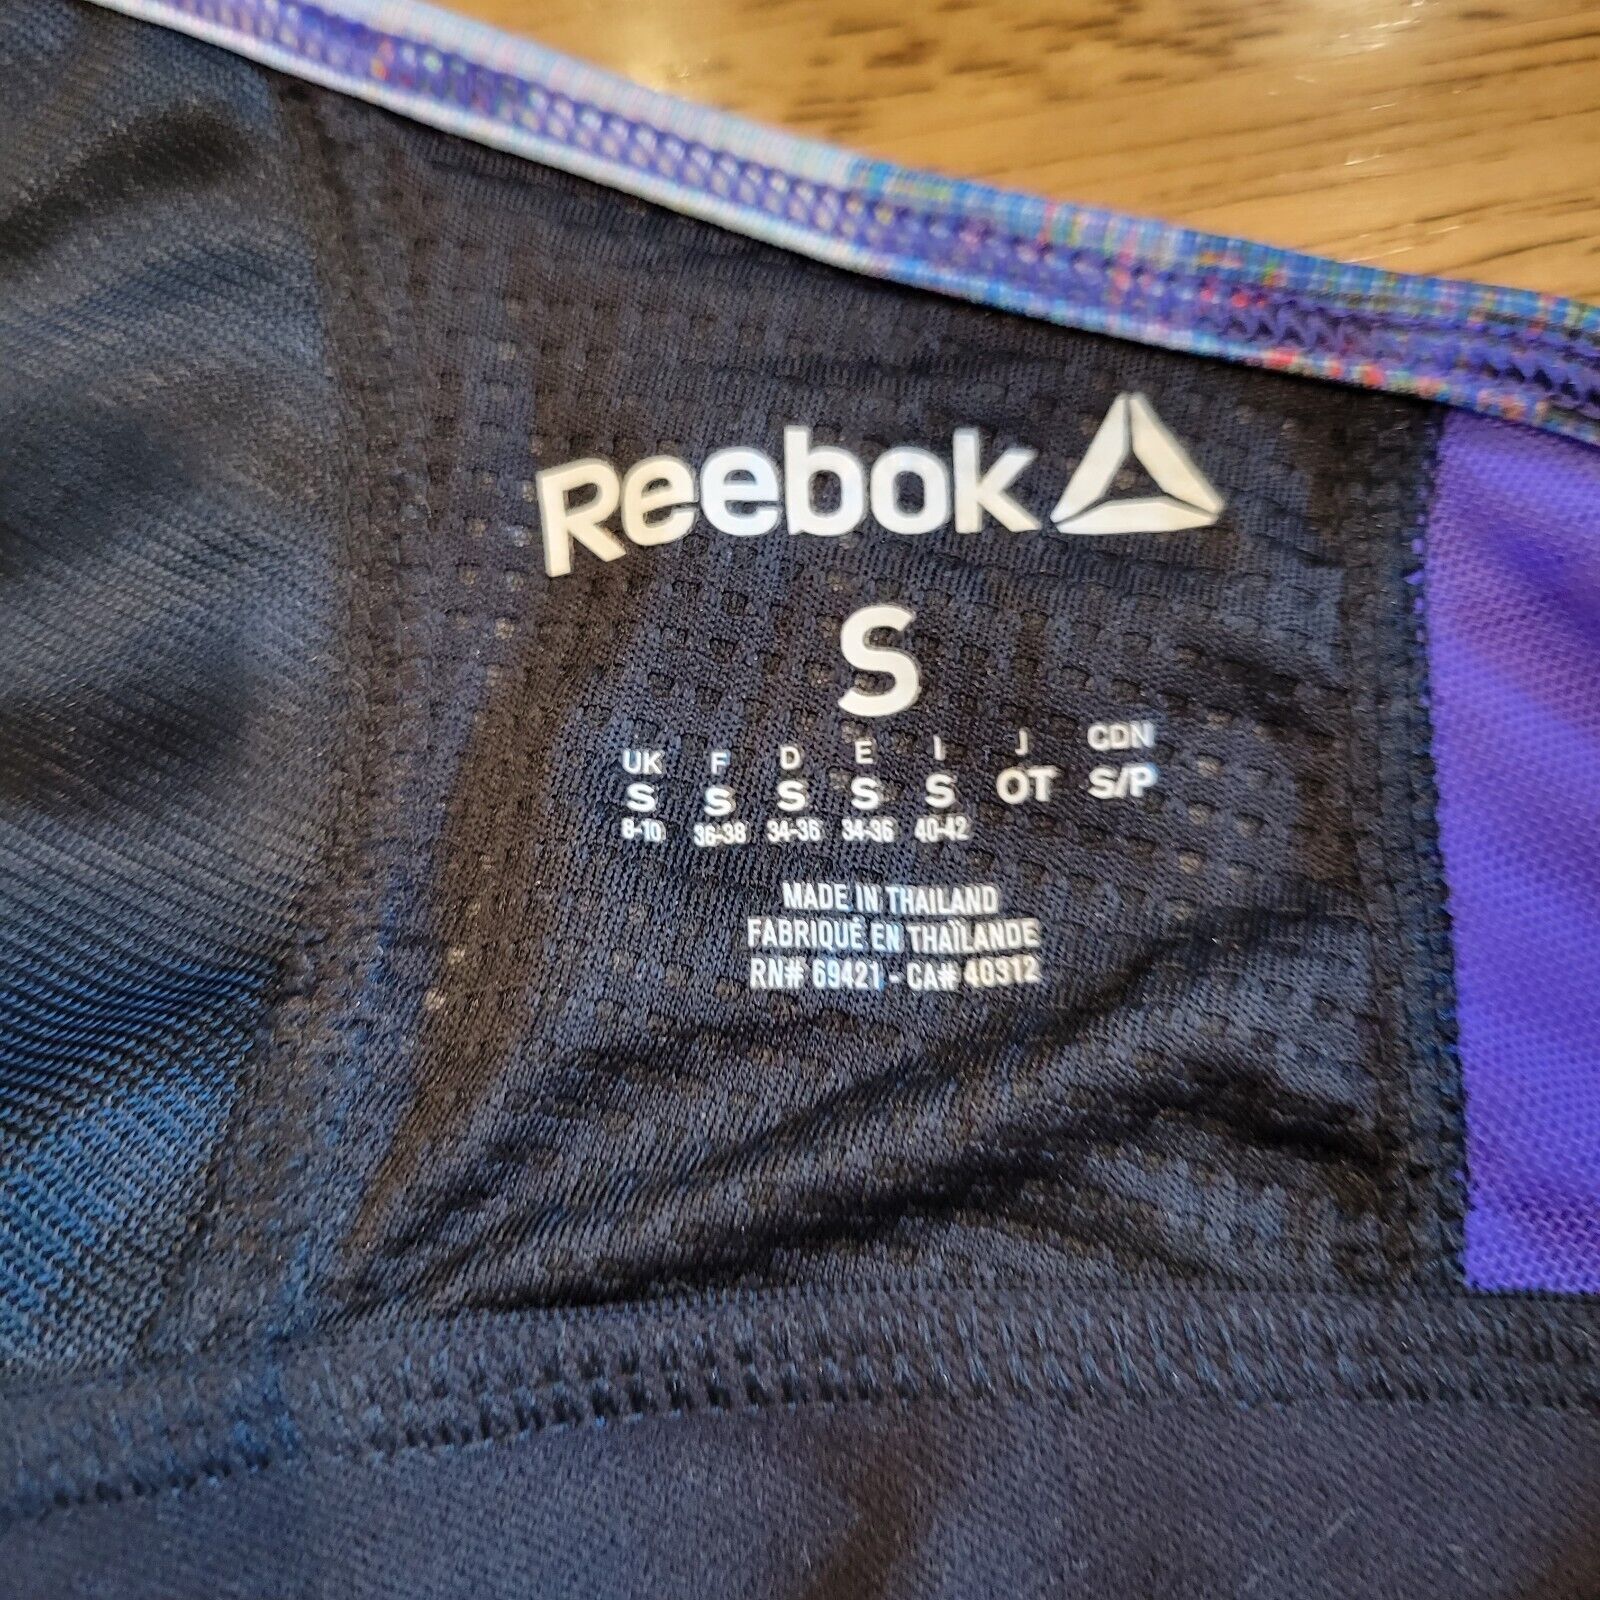 Reebok
S
UK F D E I J CDN
S S S S S OT S/P
8-10 36-38 34-36 34-36 40-42
MADE IN THAILAND
FABRIQUÉ EN THAÏLANDE
RN# 69421 - CA# 40312